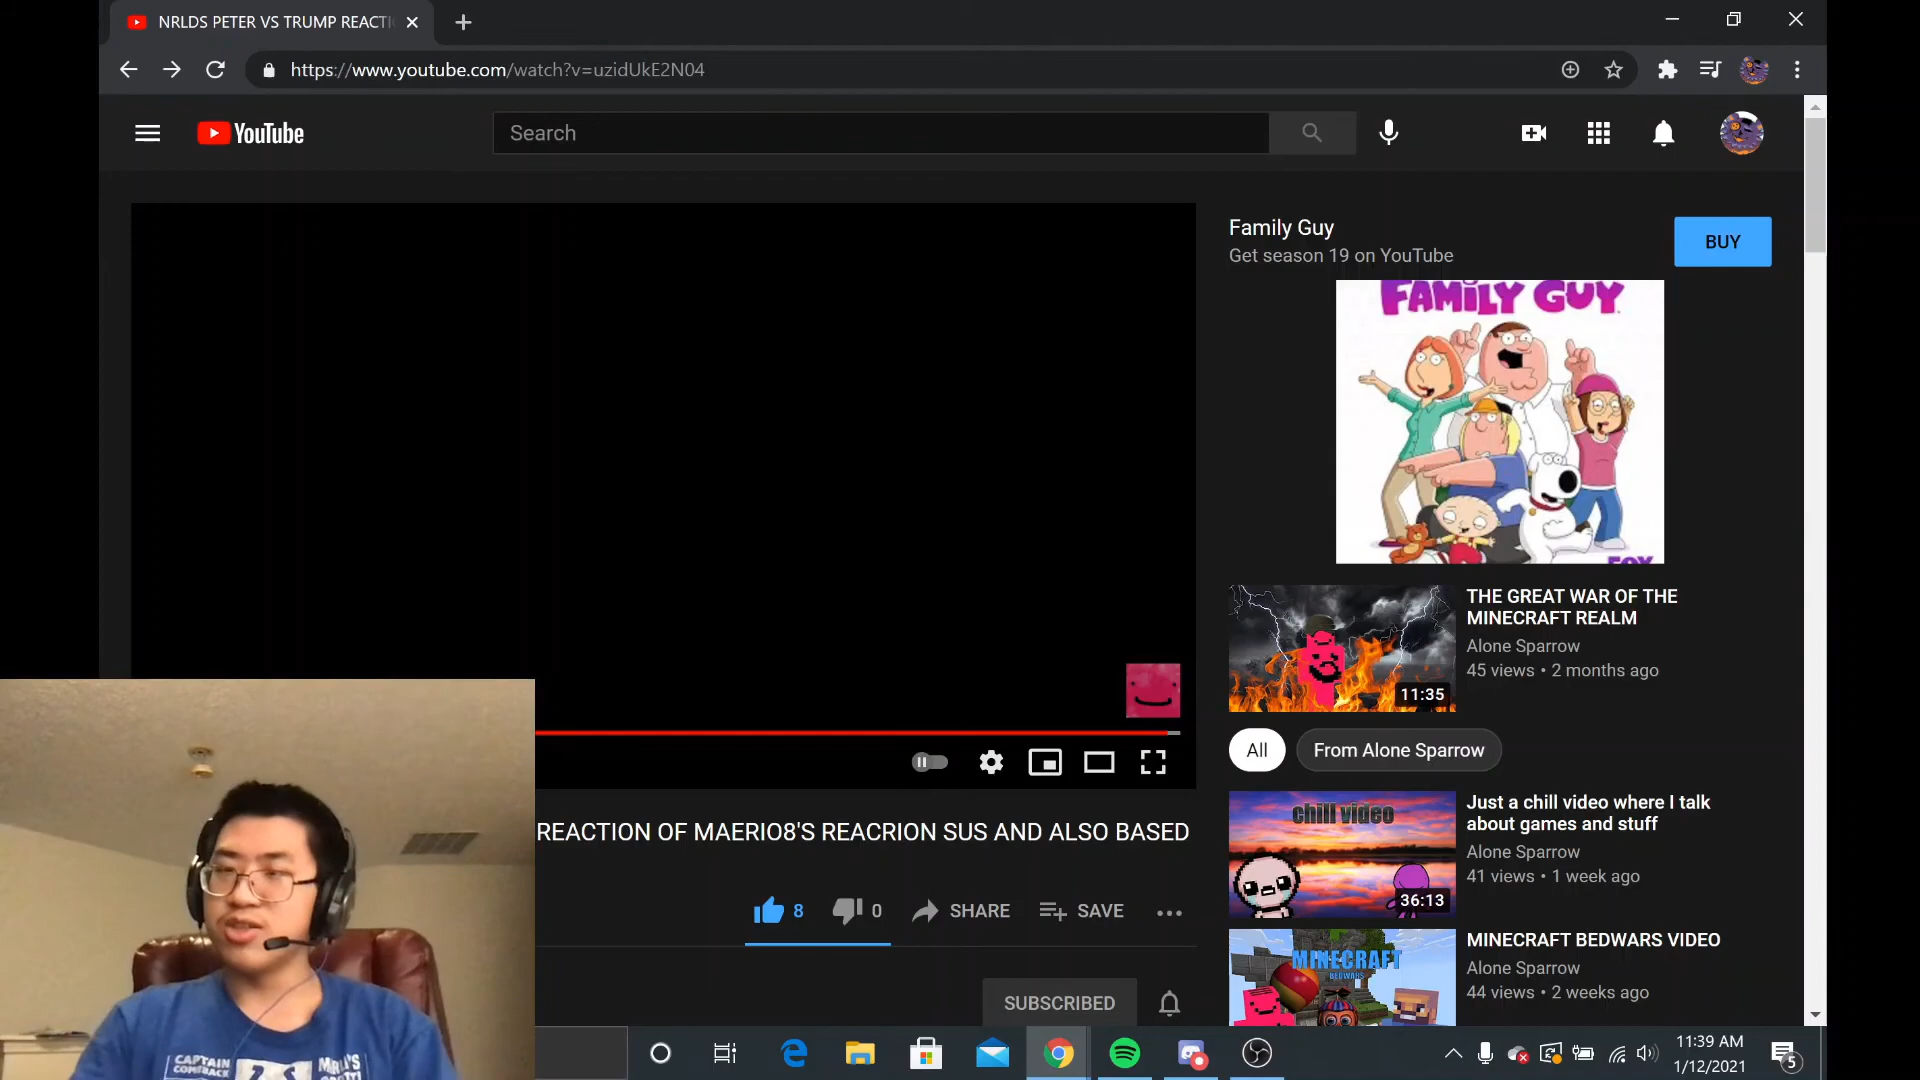 NRLDS PETER VS TRUMP REACTI
https://www.youtube.com/watch?v=uzidUkE2N04
YouTube
Search
Family Guy
Get season 19 on YouTube
BUY
FAMILY GUY
FOX
THE GREAT WAR OF THE
MINECRAFT REALM
Alone Sparrow
45 views • 2 months ago
11:35
All
From Alone Sparrow
chill video
36:13
Just a chill video where I talk
about games and stuff
Alone Sparrow
41 views • 1 week ago
MINECRAFT
BEDWARS
MINECRAFT BEDWARS VIDEO
Alone Sparrow
44 views • 2 weeks ago
REACTION OF MAERIO8'S REACRION SUS AND ALSO BASED
8
0
SHARE
SAVE
SUBSCRIBED
CAPTAIN
COMEBACK
11:39 AM
1/12/2021
5